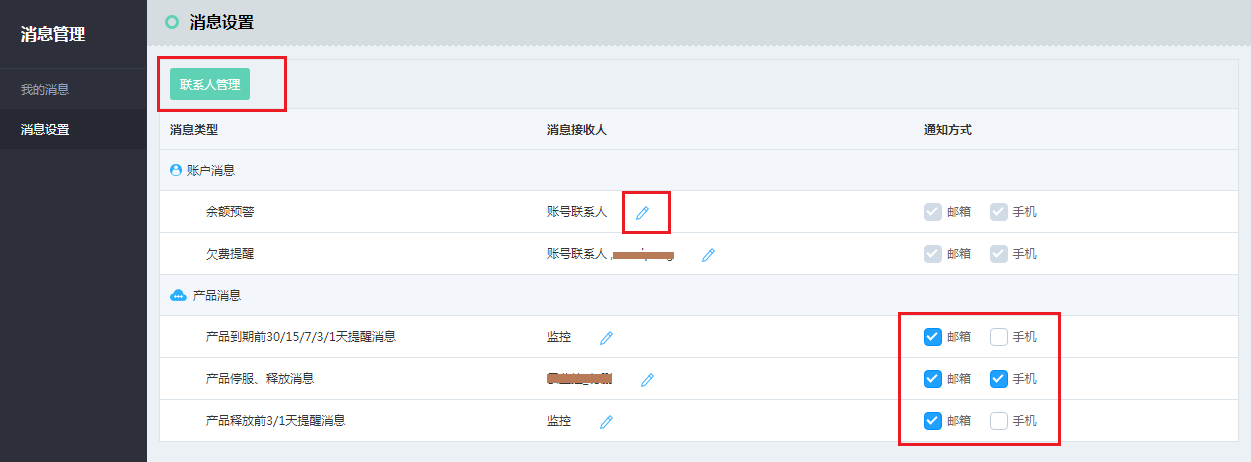 消息管理
我的消息
消息设置
消息设置
联系人管理
消息类型 消息接收人 通知方式
账户消息
余额预警 账号联系人 邮箱 手机
欠费提醒 账号联系人 , 邮箱 手机
产品消息
产品到期前30/15/7/3/1天提醒消息 监控 邮箱 手机
产品停服、释放消息 邮箱 手机
产品释放前3/1天提醒消息 监控 邮箱 手机